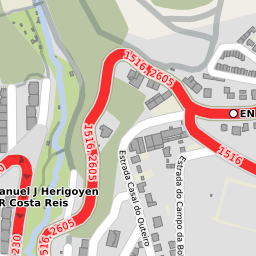 1516,2605
EN
1516,2605
1516
1516,2605
230
anuel J Herigoyen
R Costa Reis
Estrada Casal do Outeiro
Estrada do Campo da Bo